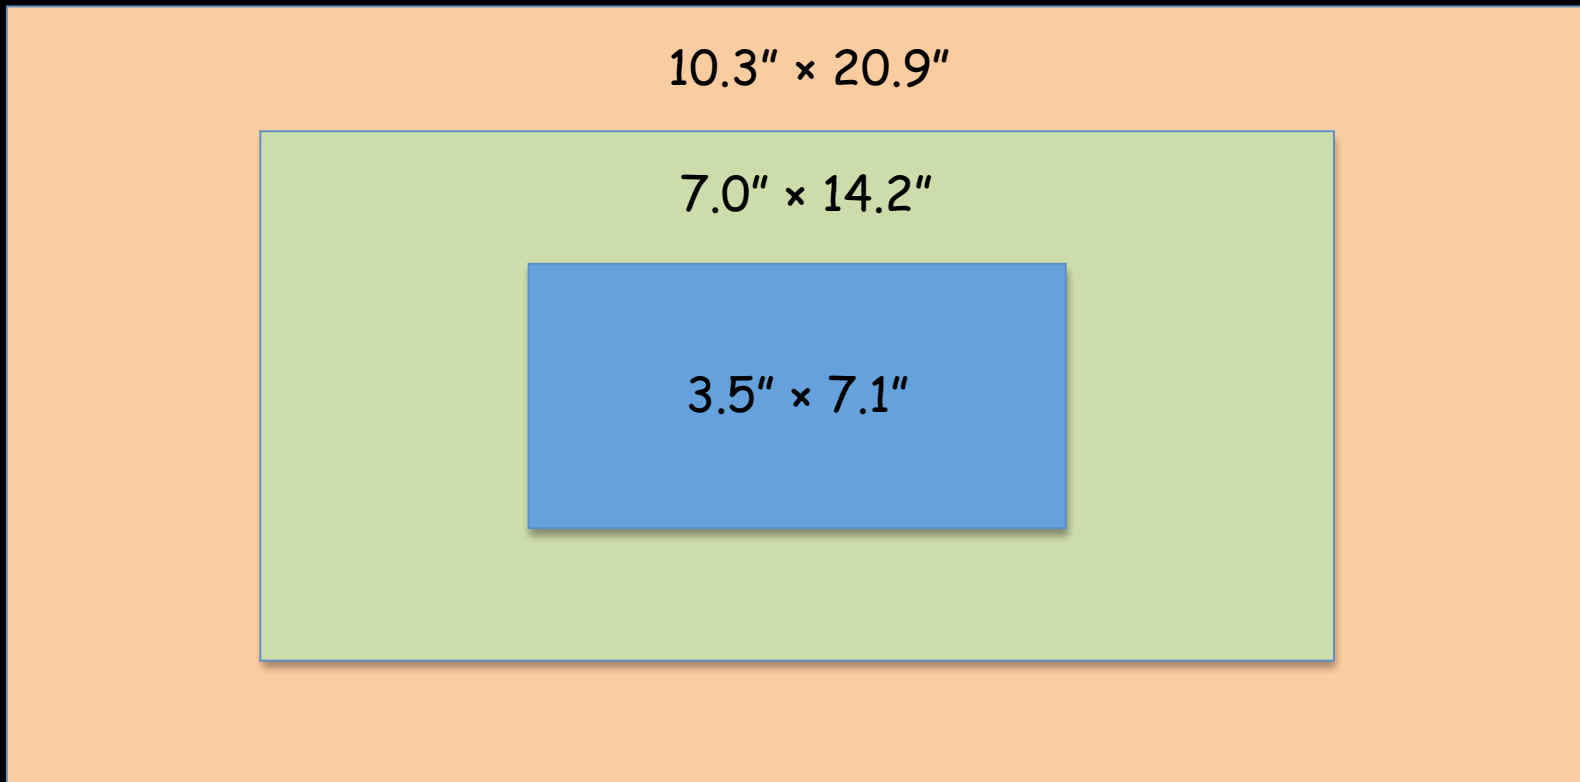 10.3" × 20.9"
7.0" × 14.2"
3.5" × 7.1"